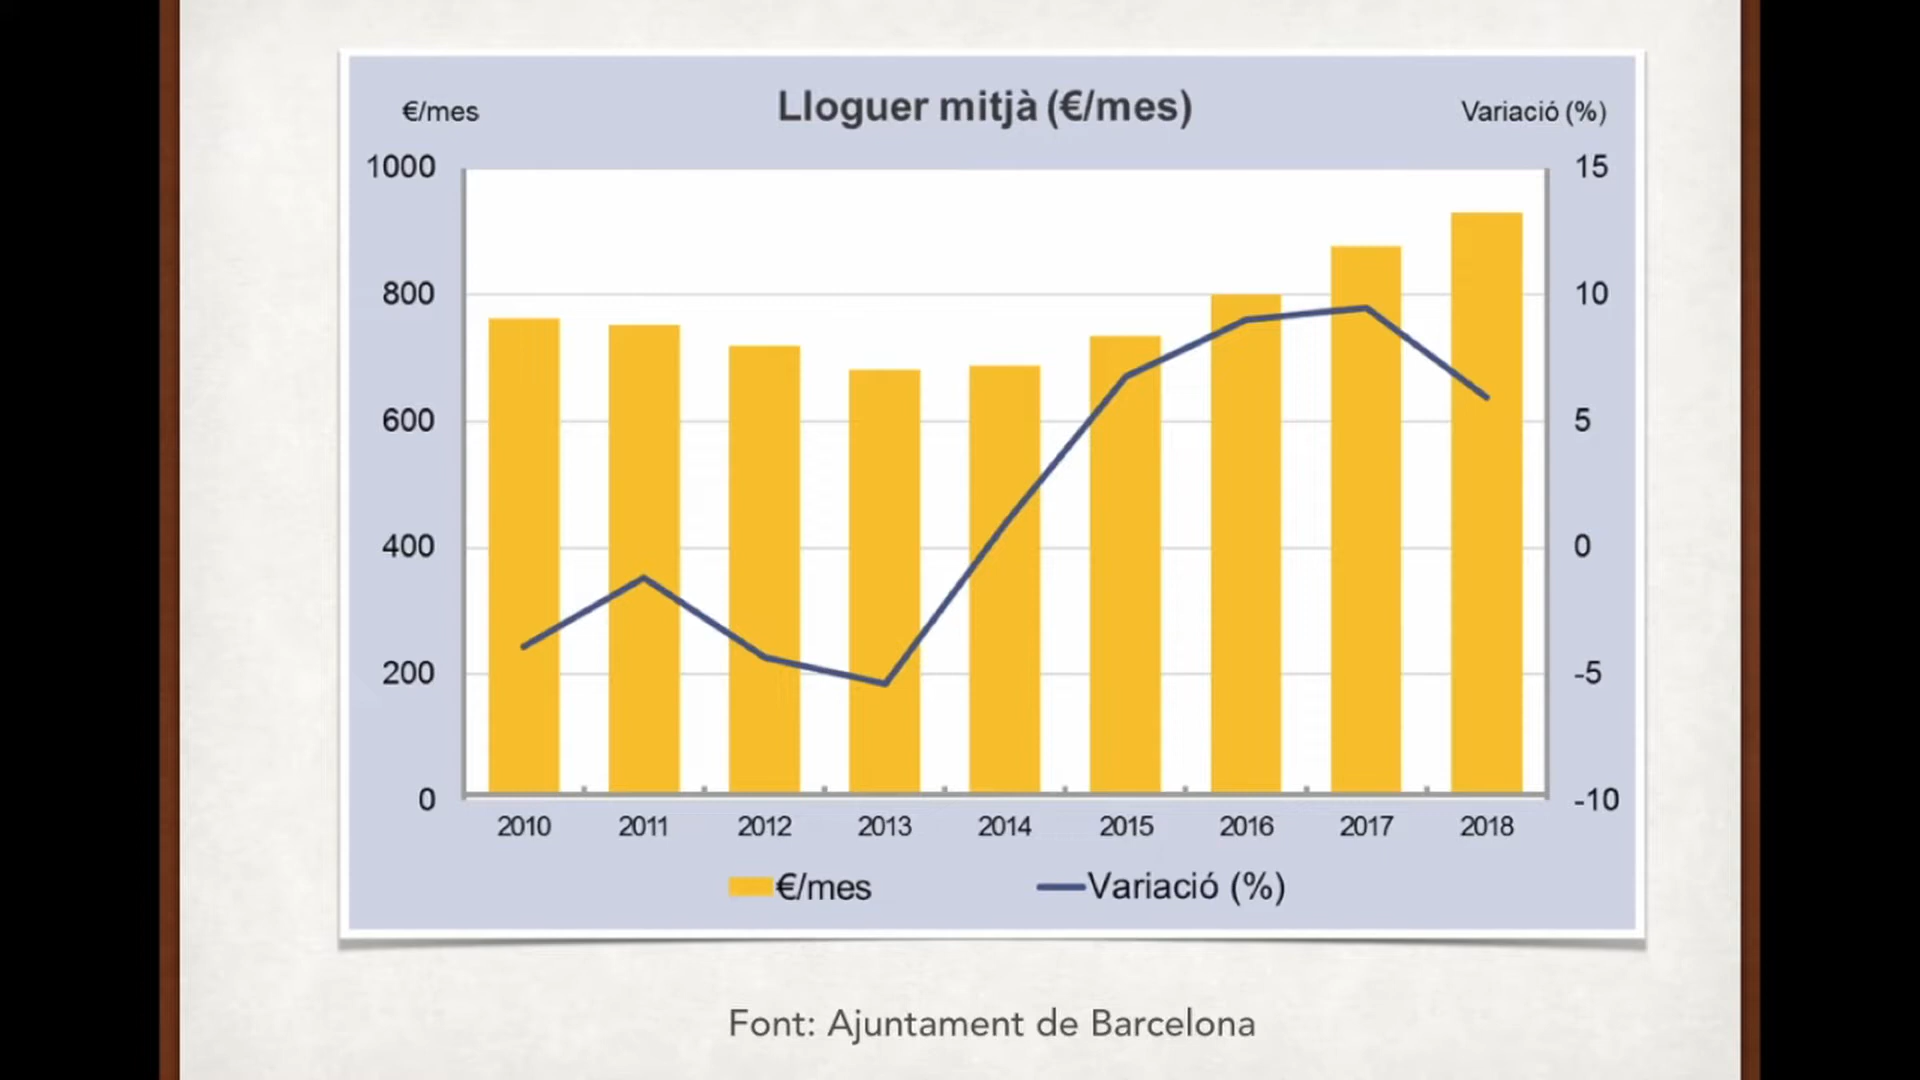 €/mes
Lloguer mitjà (€/mes)
Variació (%)
1000
800
600
400
200
0
15
10
5
0
-5
-10
2010 2011 2012 2013 2014 2015 2016 2017 2018
€/mes
Variació (%)
Font: Ajuntament de Barcelona